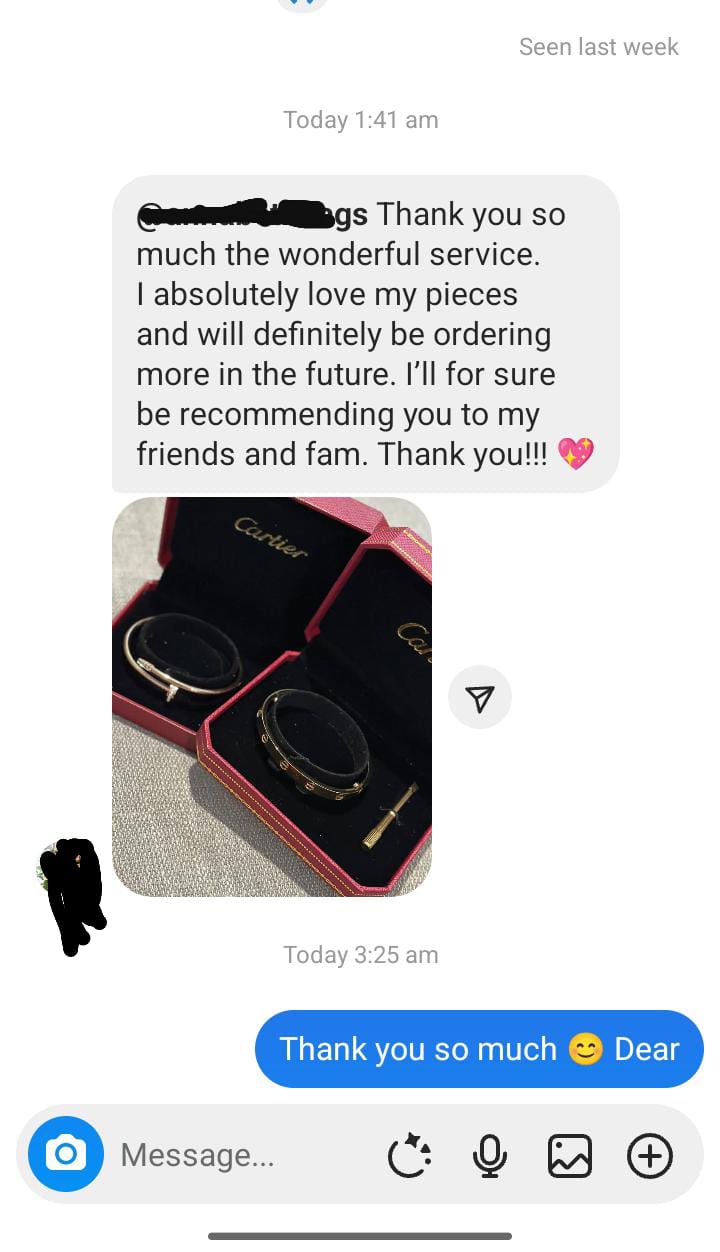 Seen last week
Today 1:41 am
gs Thank you so
much the wonderful service.
I absolutely love my pieces
and will definitely be ordering
more in the future. I’ll for sure
be recommending you to my
friends and fam. Thank you!!! 💖
Cartier
Today 3:25 am
Thank you so much 😊 Dear
Message...